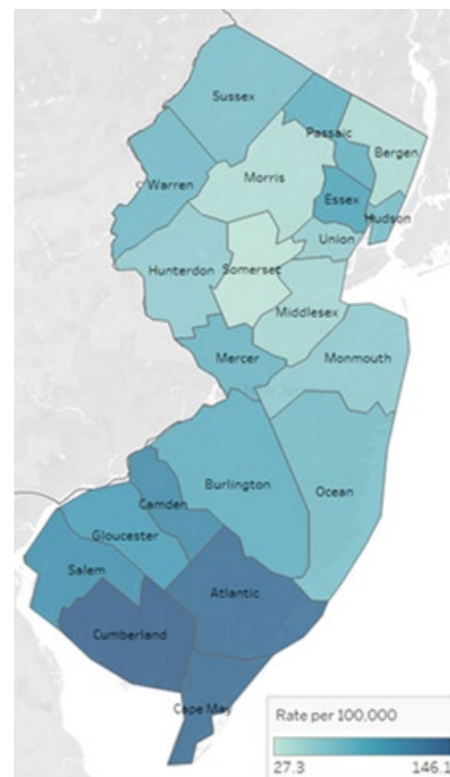 Sussex
Passaic
Bergen
Warren
Morris
Essex
Hudson
Union
Hunterdon
Somerset
Middlesex
Mercer
Monmouth
Burlington
Ocean
Camden
Gloucester
Salem
Atlantic
Cumberland
Cape May
Rate per 100,000
27.3 146.1